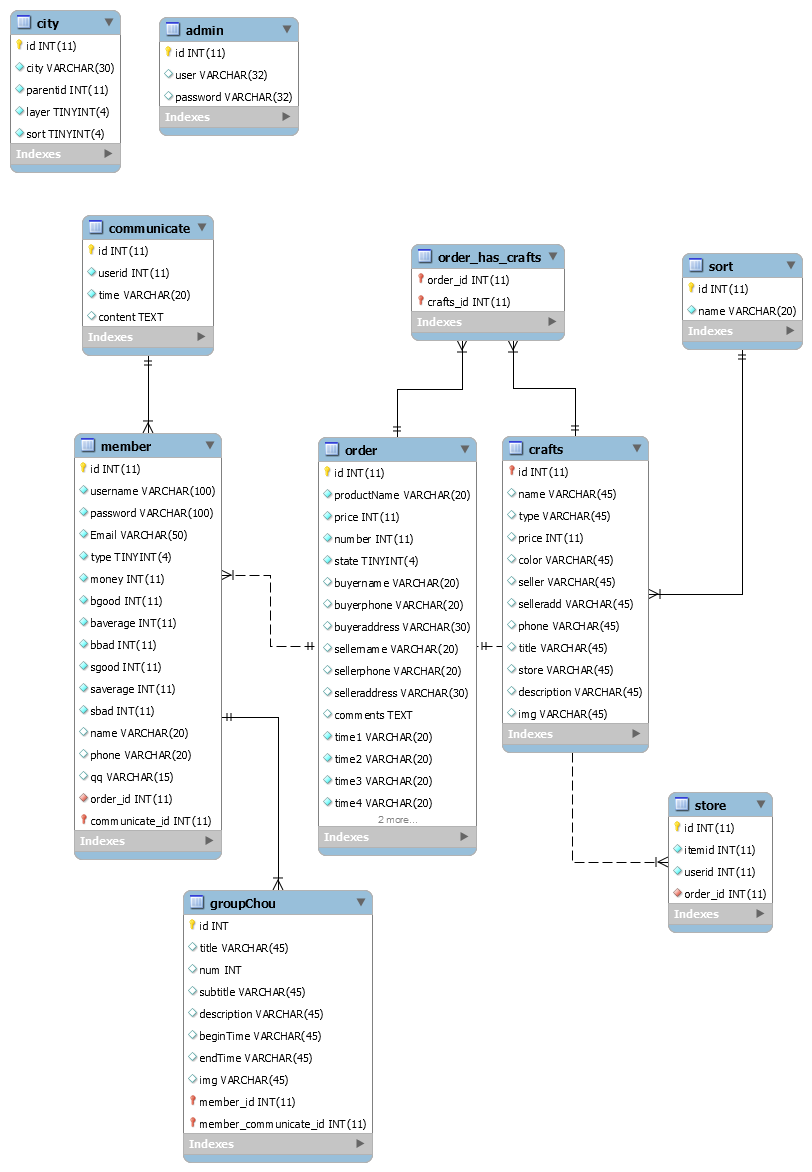 city
id INT(11)
city VARCHAR(30)
parentid INT(11)
layer TINYINT(4)
sort TINYINT(4)
Indexes
admin
id INT(11)
user VARCHAR(32)
password VARCHAR(32)
Indexes
communicate
id INT(11)
userid INT(11)
time VARCHAR(20)
content TEXT
Indexes
order_has_crafts
order_id INT(11)
crafts_id INT(11)
Indexes
sort
id INT(11)
name VARCHAR(20)
Indexes
member
id INT(11)
username VARCHAR(100)
password VARCHAR(100)
Email VARCHAR(50)
type TINYINT(4)
money INT(11)
bgood INT(11)
baverage INT(11)
bbad INT(11)
sgood INT(11)
saverage INT(11)
sbad INT(11)
name VARCHAR(20)
phone VARCHAR(20)
qq VARCHAR(15)
order_id INT(11)
communicate_id INT(11)
Indexes
order
id INT(11)
productName VARCHAR(20)
price INT(11)
number INT(11)
state TINYINT(4)
buyername VARCHAR(20)
buyerphone VARCHAR(20)
buyeraddress VARCHAR(30)
sellername VARCHAR(20)
sellerphone VARCHAR(20)
selleraddress VARCHAR(30)
comments TEXT
time1 VARCHAR(20)
time2 VARCHAR(20)
time3 VARCHAR(20)
time4 VARCHAR(20)
2 more...
Indexes
crafts
id INT(11)
name VARCHAR(45)
type VARCHAR(45)
price INT(11)
color VARCHAR(45)
seller VARCHAR(45)
selleradd VARCHAR(45)
phone VARCHAR(45)
title VARCHAR(45)
store VARCHAR(45)
description VARCHAR(45)
img VARCHAR(45)
Indexes
store
id INT(11)
itemid INT(11)
userid INT(11)
order_id INT(11)
Indexes
groupChou
id INT
title VARCHAR(45)
num INT
subtitle VARCHAR(45)
description VARCHAR(45)
beginTime VARCHAR(45)
endTime VARCHAR(45)
img VARCHAR(45)
member_id INT(11)
member_communicate_id INT(11)
Indexes